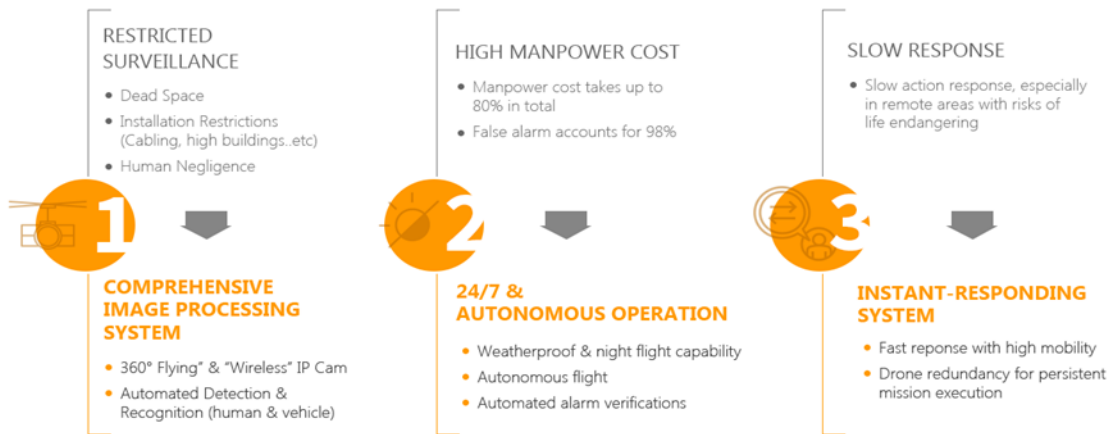 RESTRICTED
SURVEILLANCE
• Dead Space
• Installation Restrictions
(Cabling, high buildings..etc)
• Human Negligence
1
COMPREHENSIVE
IMAGE PROCESSING
SYSTEM
• 360° Flying" & "Wireless" IP Cam
• Automated Detection &
Recognition (human & vehicle)
HIGH MANPOWER COST
• Manpower cost takes up to
80% in total
• False alarm accounts for 98%
2
24/7 &
AUTONOMOUS OPERATION
• Weatherproof & night flight capability
• Autonomous flight
• Automated alarm verifications
SLOW RESPONSE
• Slow action response, especially
in remote areas with risks of
life endangering
3
INSTANT-RESPONDING
SYSTEM
• Fast reponse with high mobility
• Drone redundancy for persistent
mission execution